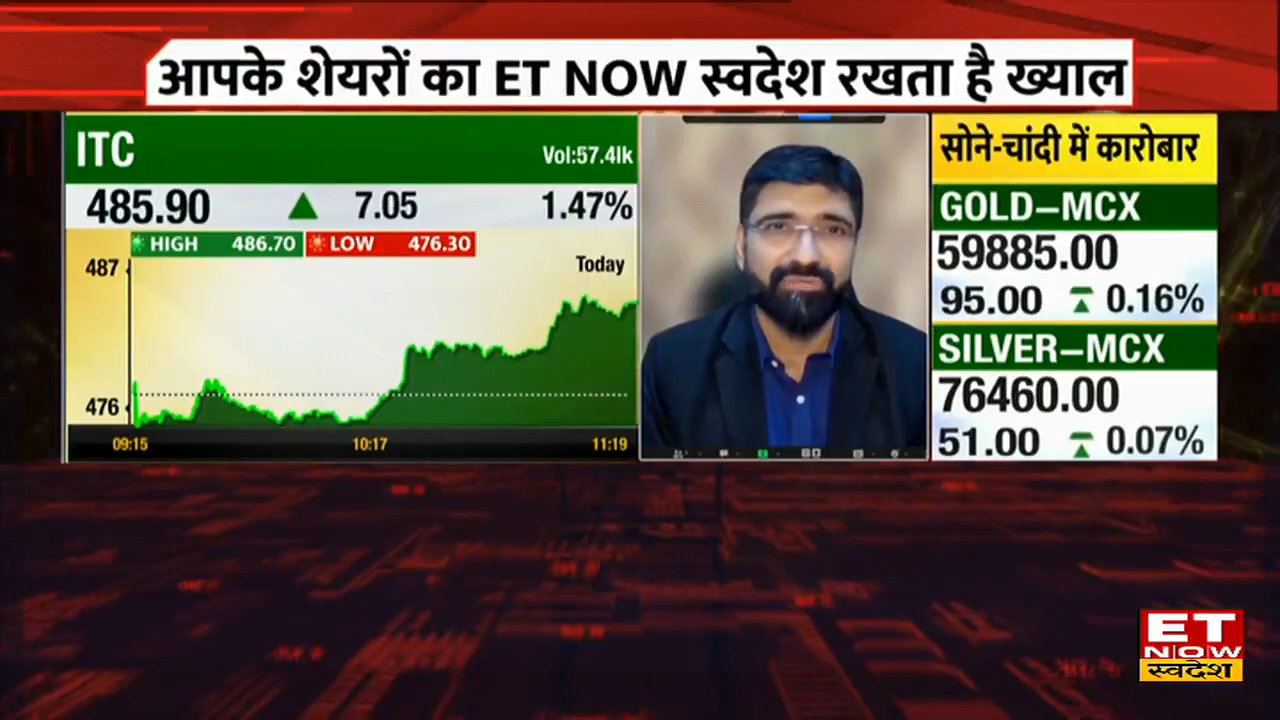 आपके शेयरों का ET NOW स्वदेश रखता है ख्याल
ITC
Vol:57.4lk
485.90 7.05 1.47%
HIGH 486.70 LOW 476.30
487
Today
476
09:15 10:17 11:19
सोने-चांदी में कारोबार
GOLD-MCX
59885.00
95.00 0.16%
SILVER-MCX
76460.00
51.00 0.07%
ET
NOW
स्वदेश